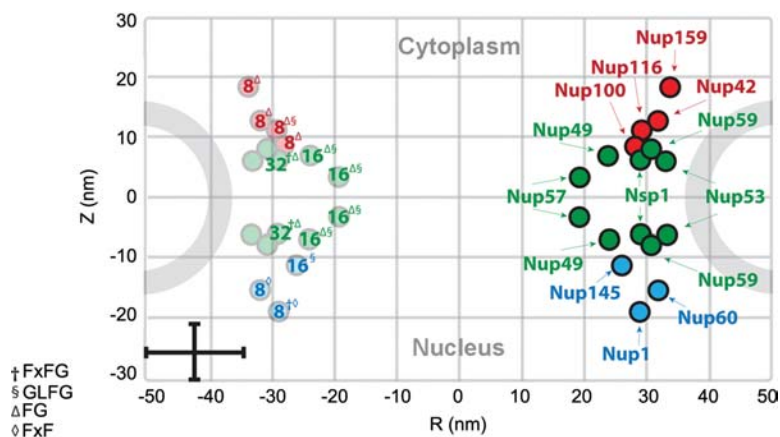 30
20
10
0
-10
-20
-30
Z (nm)
Cytoplasm
Nup159
Nup116
Nup42
Nup100
Nup59
Nup49
Nup57
Nsp1
Nup53
Nup49
Nup59
Nup145
Nup60
Nup1
Nucleus
8Δ
8Δ
8Δ§
8Δ
32†Δ
16Δ§
16Δ§
16Δ§
32†Δ
16Δ§
16§
8◊
8†◊
†FxFG
§GLFG
ΔFG
◊FxF
-50 -40 -30 -20 -10 0 10 20 30 40 50
R (nm)